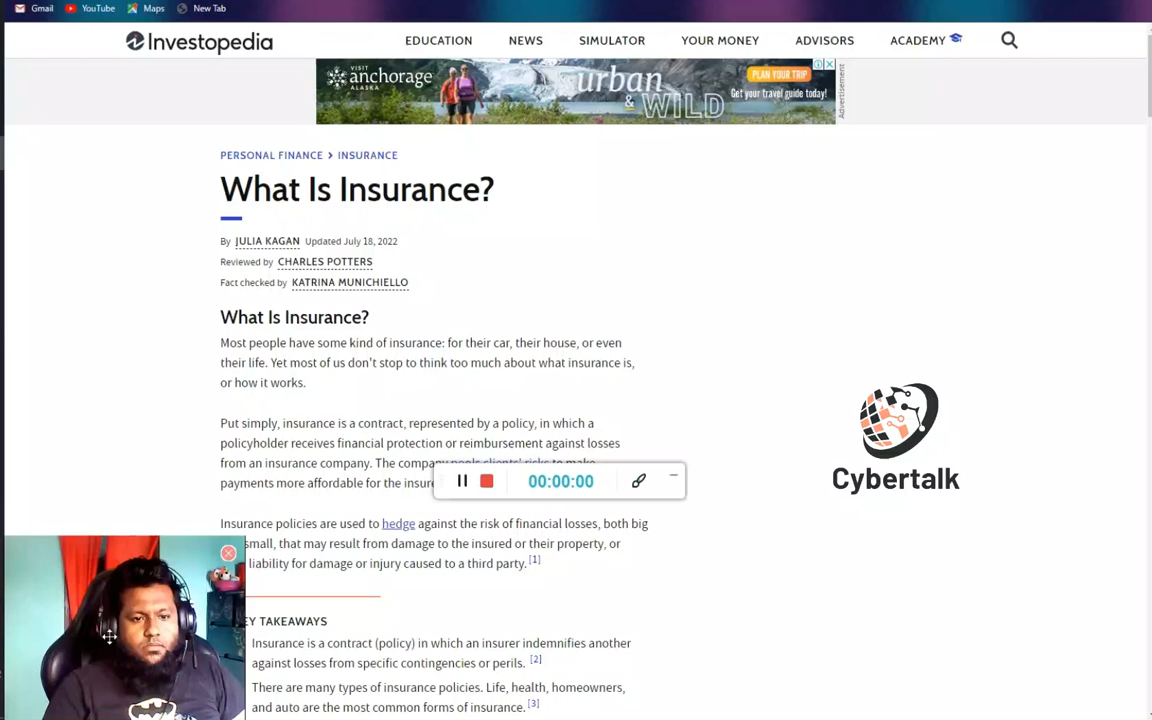 Gmail YouTube Maps New Tab
Investopedia EDUCATION NEWS SIMULATOR YOUR MONEY ADVISORS ACADEMY
VISIT anchorage ALASKA urban & WILD PLAN YOUR TRIP Get your travel guide today!
Advertisement
PERSONAL FINANCE > INSURANCE
What Is Insurance?
By JULIA KAGAN Updated July 18, 2022
Reviewed by CHARLES POTTERS
Fact checked by KATRINA MUNICHIELLO
What Is Insurance?
Most people have some kind of insurance: for their car, their house, or even
their life. Yet most of us don't stop to think too much about what insurance is,
or how it works.
Put simply, insurance is a contract, represented by a policy, in which a
policyholder receives financial protection or reimbursement against losses
from an insurance company. The company pools clients' risks to make
payments more affordable for the
00:00:00
Cybertalk
Insurance policies are used to hedge against the risk of financial losses, both big
small, that may result from damage to the insured or their property, or
liability for damage or injury caused to a third party. [1]
EY TAKEAWAYS
Insurance is a contract (policy) in which an insurer indemnifies another
against losses from specific contingencies or perils. [2]
There are many types of insurance policies. Life, health, homeowners,
and auto are the most common forms of insurance. [3]